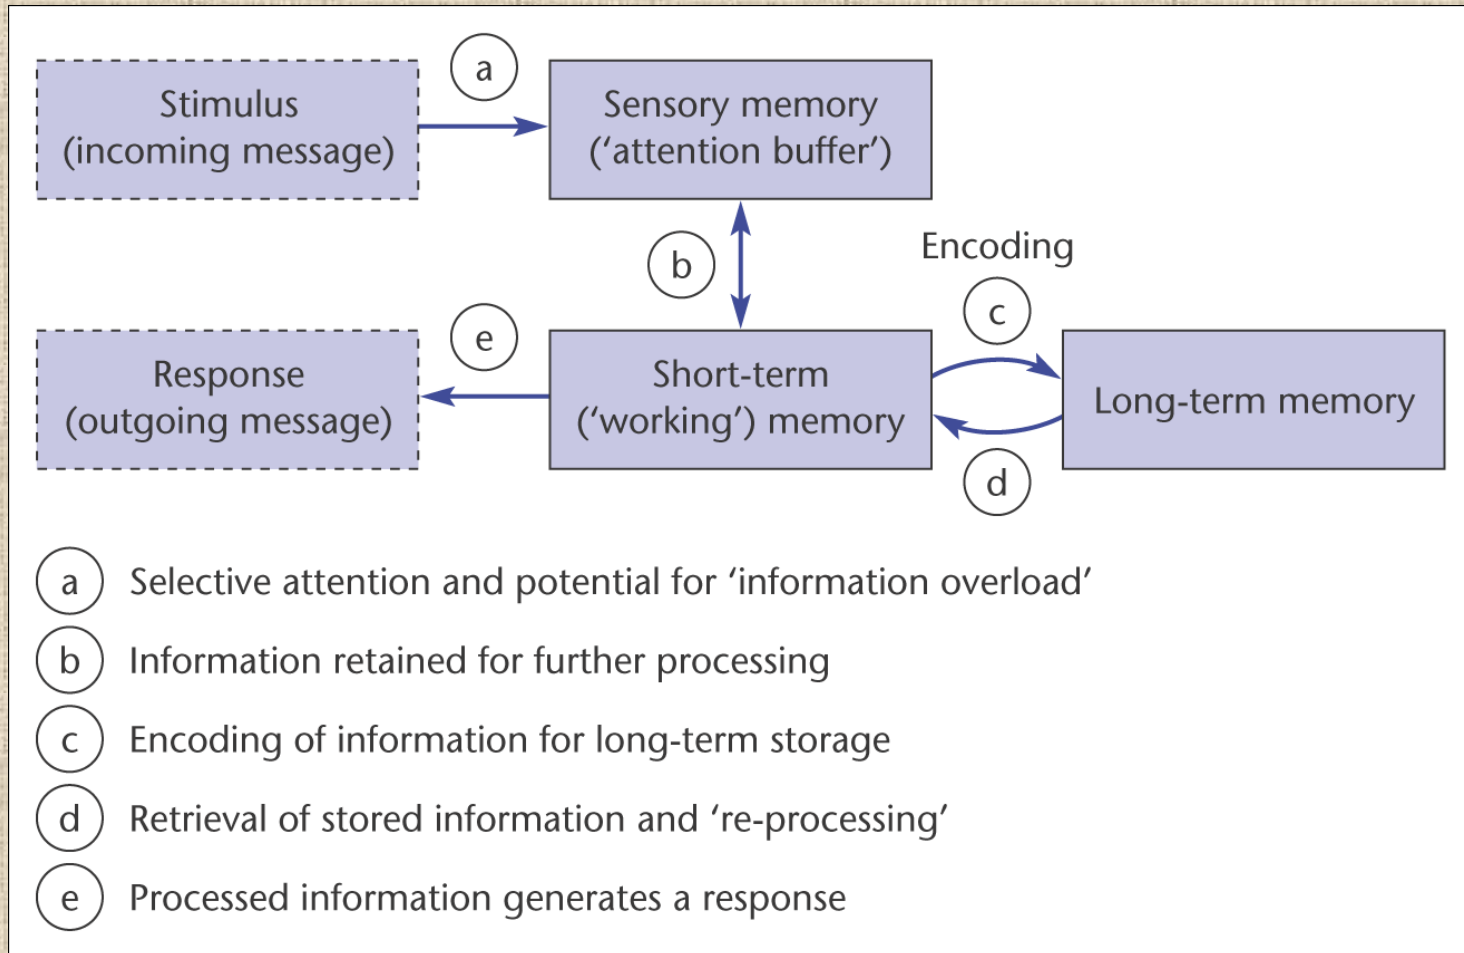 Stimulus
(incoming message)
a
Sensory memory
(‘attention buffer’)
b
Encoding
c
Response
(outgoing message)
e
Short-term
(‘working’) memory
Long-term memory
d
a Selective attention and potential for ‘information overload’
b Information retained for further processing
c Encoding of information for long-term storage
d Retrieval of stored information and ‘re-processing’
e Processed information generates a response